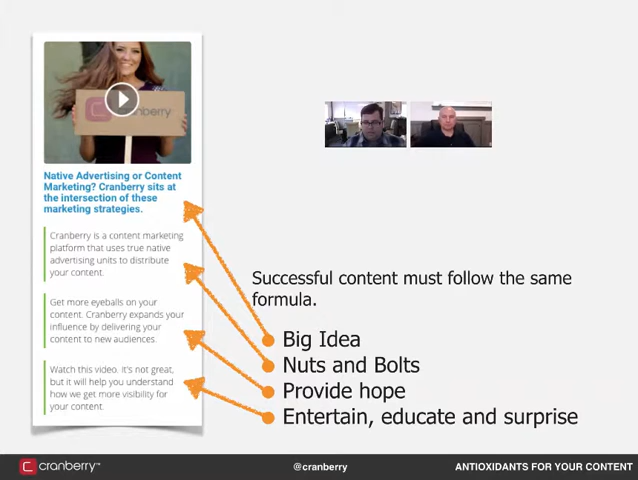 Cranberry
Native Advertising or Content
Marketing? Cranberry sits at
the intersection of these
marketing strategies.
Cranberry is a content marketing
platform that uses true native
advertising units to distribute
your content.
Get more eyeballs on your
content. Cranberry expands your
influence by delivering your
content to new audiences.
Watch this video. It's not great,
but it will help you understand
how we get more visibility for
your content.
Successful content must follow the same
formula.
Big Idea
Nuts and Bolts
Provide hope
Entertain, educate and surprise
cranberry™
@cranberry
ANTIOXIDANTS FOR YOUR CONTENT